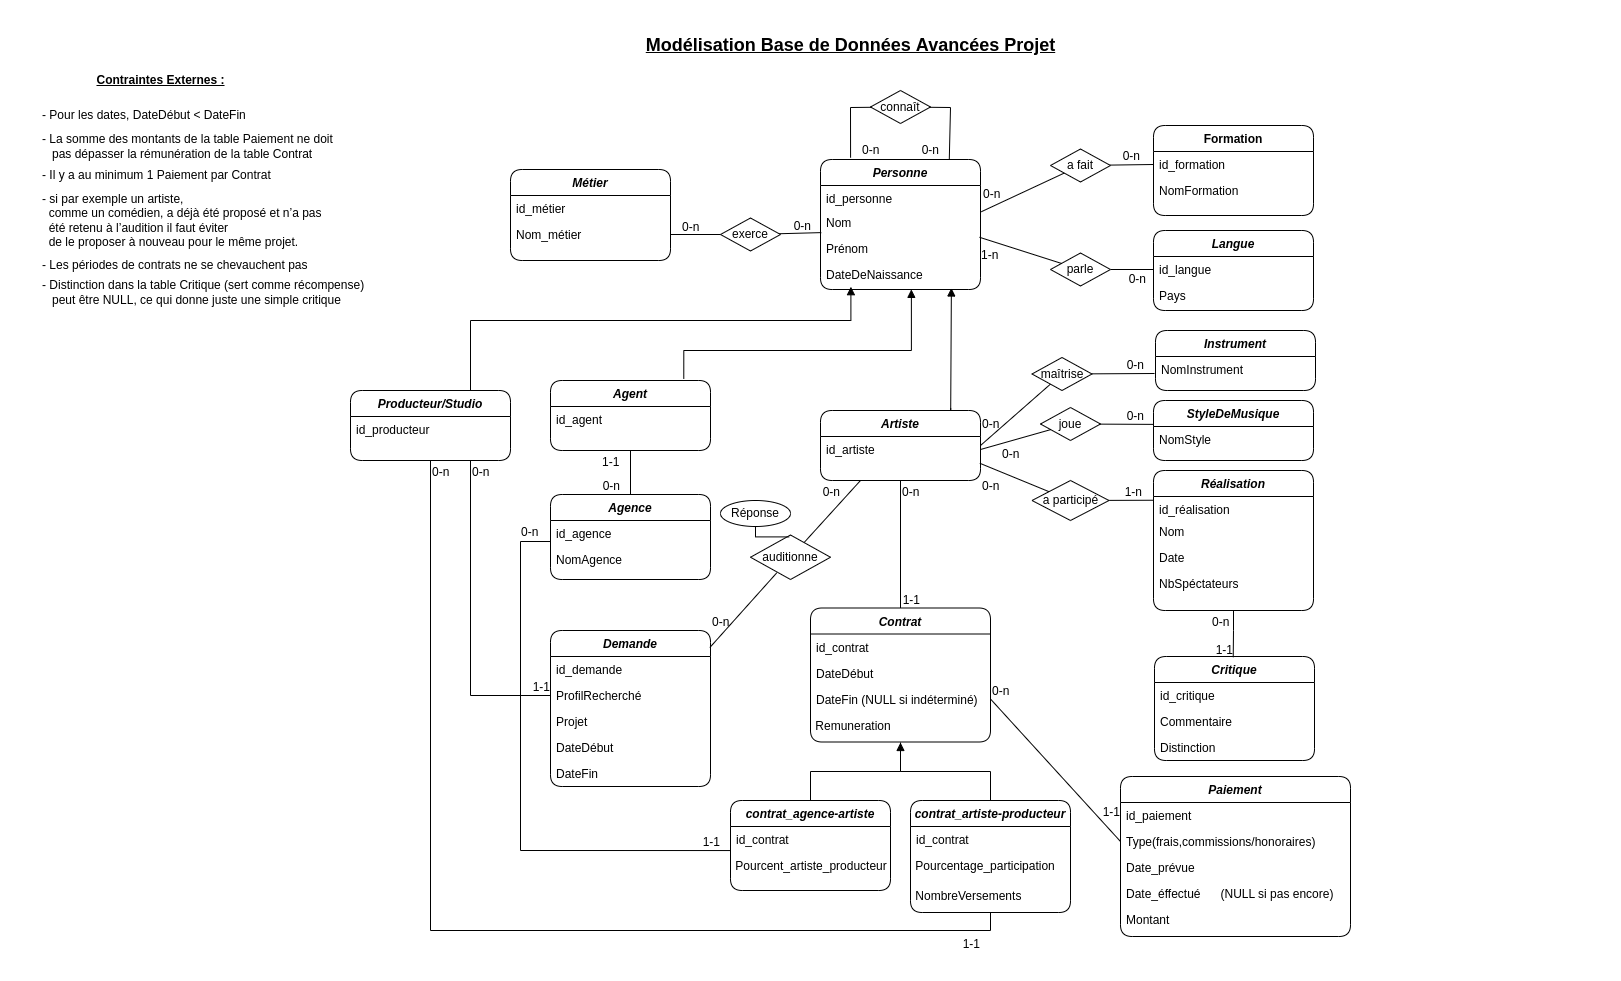 Modélisation Base de Données Avancées Projet
Contraintes Externes :
- Pour les dates, DateDébut < DateFin
- La somme des montants de la table Paiement ne doit
pas dépasser la rémunération de la table Contrat
- Il y a au minimum 1 Paiement par Contrat
- si par exemple un artiste,
comme un comédien, a déjà été proposé et n’a pas
été retenu à l’audition il faut éviter
de le proposer à nouveau pour le même projet.
- Les périodes de contrats ne se chevauchent pas
- Distinction dans la table Critique (sert comme récompense)
peut être NULL, ce qui donne juste une simple critique
connaît
0-n
0-n
Personne
id_personne
Nom
Prénom
DateDeNaissance
Métier
id_métier
Nom_métier
0-n
exerce
0-n
0-n
a fait
0-n
Formation
id_formation
NomFormation
1-n
parle
0-n
Langue
id_langue
Pays
Producteur/Studio
id_producteur
0-n
0-n
Agent
id_agent
1-1
0-n
Agence
id_agence
NomAgence
0-n
Artiste
id_artiste
0-n
maîtrise
0-n
Instrument
NomInstrument
0-n
joue
0-n
StyleDeMusique
NomStyle
0-n
a participé
1-n
Réalisation
id_réalisation
Nom
Date
NbSpéctateurs
0-n
1-1
Critique
id_critique
Commentaire
Distinction
0-n
0-n
Réponse
auditionne
0-n
Demande
id_demande
1-1
ProfilRecherché
Projet
DateDébut
DateFin
1-1
Contrat
id_contrat
DateDébut
DateFin (NULL si indéterminé)
Remuneration
0-n
1-1
contrat_agence-artiste
id_contrat
1-1
Pourcent_artiste_producteur
contrat_artiste-producteur
id_contrat
Pourcentage_participation
NombreVersements
1-1
Paiement
id_paiement
Type(frais,commissions/honoraires)
Date_prévue
Date_éffectué (NULL si pas encore)
Montant